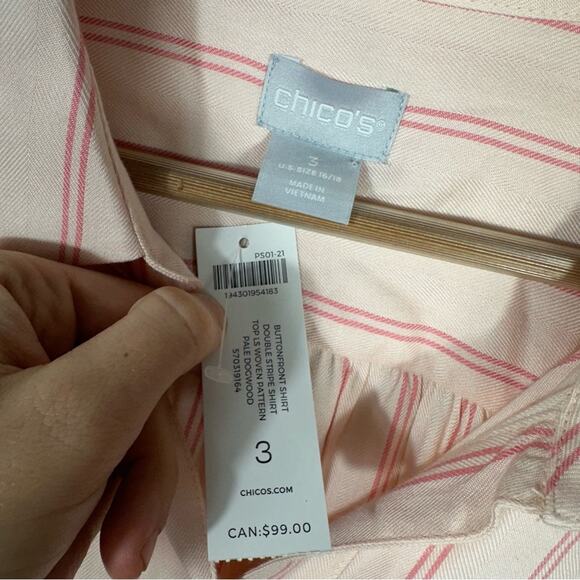 chico's®
3
U.S. SIZE 16/18
MADE IN
VIETNAM
PS01-21
194301954183
BUTTONFRONT SHIRT
DOUBLE STRIPE SHIRT
TOP LS WOVEN PATTERN
PALE DOGWOOD
570319164
3
CHICOS.COM
CAN:$99.00